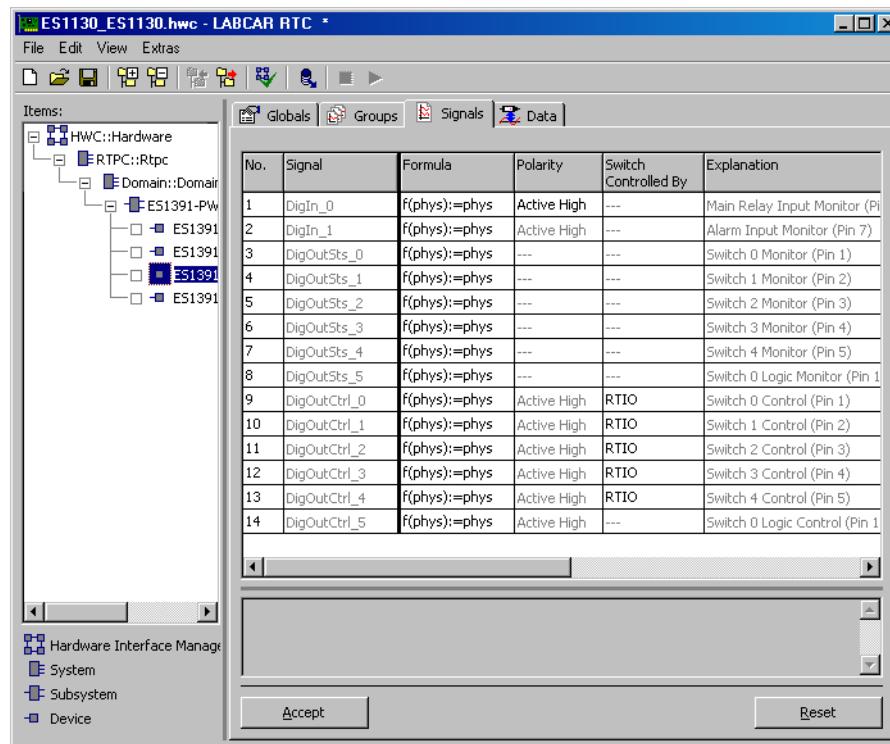 ES1130_ES1130.hwc - LABCAR RTC *
File Edit View Extras
Items:
HWC::Hardware
RTPC::Rtpc
Domain::Domair
ES1391-PW
ES1391
ES1391
ES1391
ES1391
Hardware Interface Manage
System
Subsystem
Device
Globals Groups Signals Data
No. Signal Formula Polarity Switch Controlled By Explanation
1 DigIn_0 f(phys):=phys Active High --- Main Relay Input Monitor (Pi
2 DigIn_1 f(phys):=phys Active High --- Alarm Input Monitor (Pin 7)
3 DigOutSts_0 f(phys):=phys --- --- Switch 0 Monitor (Pin 1)
4 DigOutSts_1 f(phys):=phys --- --- Switch 1 Monitor (Pin 2)
5 DigOutSts_2 f(phys):=phys --- --- Switch 2 Monitor (Pin 3)
6 DigOutSts_3 f(phys):=phys --- --- Switch 3 Monitor (Pin 4)
7 DigOutSts_4 f(phys):=phys --- --- Switch 4 Monitor (Pin 5)
8 DigOutSts_5 f(phys):=phys --- --- Switch 0 Logic Monitor (Pin 1
9 DigOutCtrl_0 f(phys):=phys Active High RTIO Switch 0 Control (Pin 1)
10 DigOutCtrl_1 f(phys):=phys Active High RTIO Switch 1 Control (Pin 2)
11 DigOutCtrl_2 f(phys):=phys Active High RTIO Switch 2 Control (Pin 3)
12 DigOutCtrl_3 f(phys):=phys Active High RTIO Switch 3 Control (Pin 4)
13 DigOutCtrl_4 f(phys):=phys Active High RTIO Switch 4 Control (Pin 5)
14 DigOutCtrl_5 f(phys):=phys Active High --- Switch 0 Logic Control (Pin 1
Accept Reset